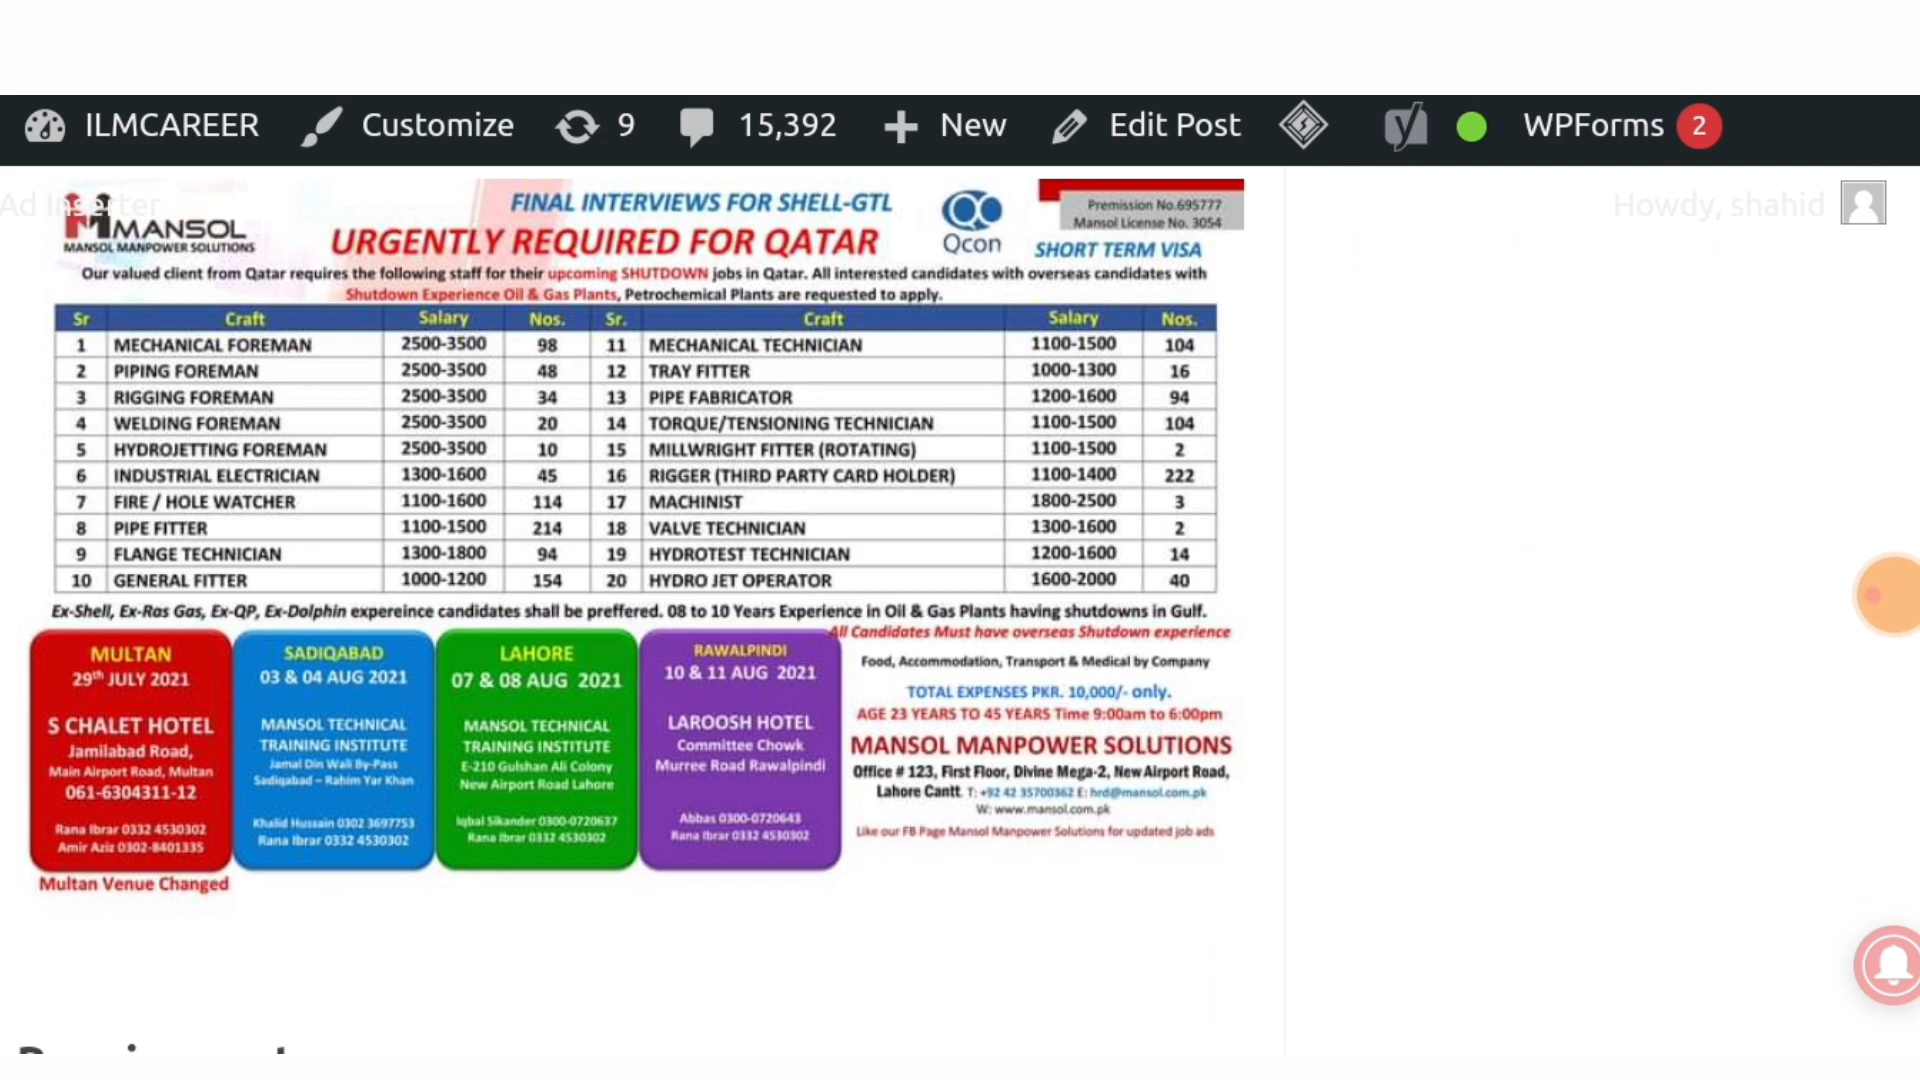 ILMCAREER Customize 9 15,392 New Edit Post WPForms 2
Ad Inserter
Howdy, shahid
MANSOL
MANSOL MANPOWER SOLUTIONS
FINAL INTERVIEWS FOR SHELL-GTL
URGENTLY REQUIRED FOR QATAR
Qcon
Premission No.695777
Mansol License No. 3054
SHORT TERM VISA
Our valued client from Qatar requires the following staff for their upcoming SHUTDOWN jobs in Qatar. All interested candidates with overseas candidates with
Shutdown Experience Oil & Gas Plants, Petrochemical Plants are requested to apply.
Sr Craft Salary Nos. Sr. Craft Salary Nos.
1 MECHANICAL FOREMAN 2500-3500 98 11 MECHANICAL TECHNICIAN 1100-1500 104
2 PIPING FOREMAN 2500-3500 48 12 TRAY FITTER 1000-1300 16
3 RIGGING FOREMAN 2500-3500 34 13 PIPE FABRICATOR 1200-1600 94
4 WELDING FOREMAN 2500-3500 20 14 TORQUE/TENSIONING TECHNICIAN 1100-1500 104
5 HYDROJETTING FOREMAN 2500-3500 10 15 MILLWRIGHT FITTER (ROTATING) 1100-1500 2
6 INDUSTRIAL ELECTRICIAN 1300-1600 45 16 RIGGER (THIRD PARTY CARD HOLDER) 1100-1400 222
7 FIRE / HOLE WATCHER 1100-1600 114 17 MACHINIST 1800-2500 3
8 PIPE FITTER 1100-1500 214 18 VALVE TECHNICIAN 1300-1600 2
9 FLANGE TECHNICIAN 1300-1800 94 19 HYDROTEST TECHNICIAN 1200-1600 14
10 GENERAL FITTER 1000-1200 154 20 HYDRO JET OPERATOR 1600-2000 40
Ex-Shell, Ex-Ras Gas, Ex-QP, Ex-Dolphin expereince candidates shall be preffered. 08 to 10 Years Experience in Oil & Gas Plants having shutdowns in Gulf.
MULTAN
29th JULY 2021
S CHALET HOTEL
Jamilabad Road,
Main Airport Road, Multan
061-6304311-12
Rana Ibrar 0332 4530302
Amir Aziz 0302-8401335
Multan Venue Changed
SADIQABAD
03 & 04 AUG 2021
MANSOL TECHNICAL
TRAINING INSTITUTE
Jamal Din Wali By-Pass
Sadiqabad – Rahim Yar Khan
Khalid Hussain 0302 3697753
Rana Ibrar 0332 4530302
LAHORE
07 & 08 AUG 2021
MANSOL TECHNICAL
TRAINING INSTITUTE
E-210 Gulshan Ali Colony
New Airport Road Lahore
Iqbal Sikander 0300-0720637
Rana Ibrar 0332 4530302
RAWALPINDI
10 & 11 AUG 2021
LAROOSH HOTEL
Committee Chowk
Murree Road Rawalpindi
Abbas 0300-0720643
Rana Ibrar 0332 4530302
All Candidates Must have overseas Shutdown experience
Food, Accommodation, Transport & Medical by Company
TOTAL EXPENSES PKR. 10,000/- only.
AGE 23 YEARS TO 45 YEARS Time 9:00am to 6:00pm
MANSOL MANPOWER SOLUTIONS
Office # 123, First Floor, Divine Mega-2, New Airport Road,
Lahore Cantt. T: +92 42 35700362 E: hrd@mansol.com.pk
W: www.mansol.com.pk
Like our FB Page Mansol Manpower Solutions for updated job ads